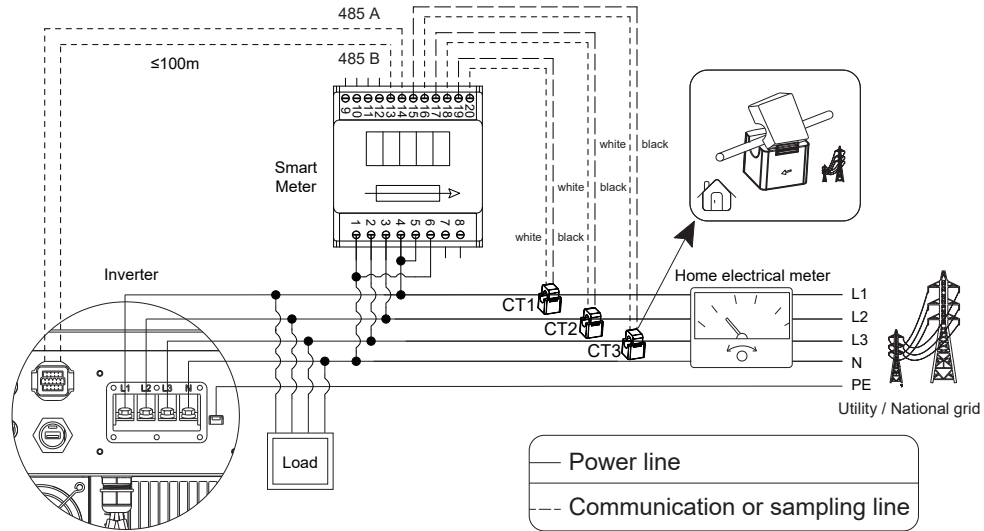 485 A
485 B
≤100m
9 10 11 12 13 14 15 16 17 18 19 20
Smart
Meter
1 2 3 4 5 6 7 8
white black
white black
white black
Inverter
Home electrical meter
CT1
CT2
CT3
L1
L2
L3
N
PE
L1 L2 L3 N
Utility / National grid
Load
Power line
Communication or sampling line